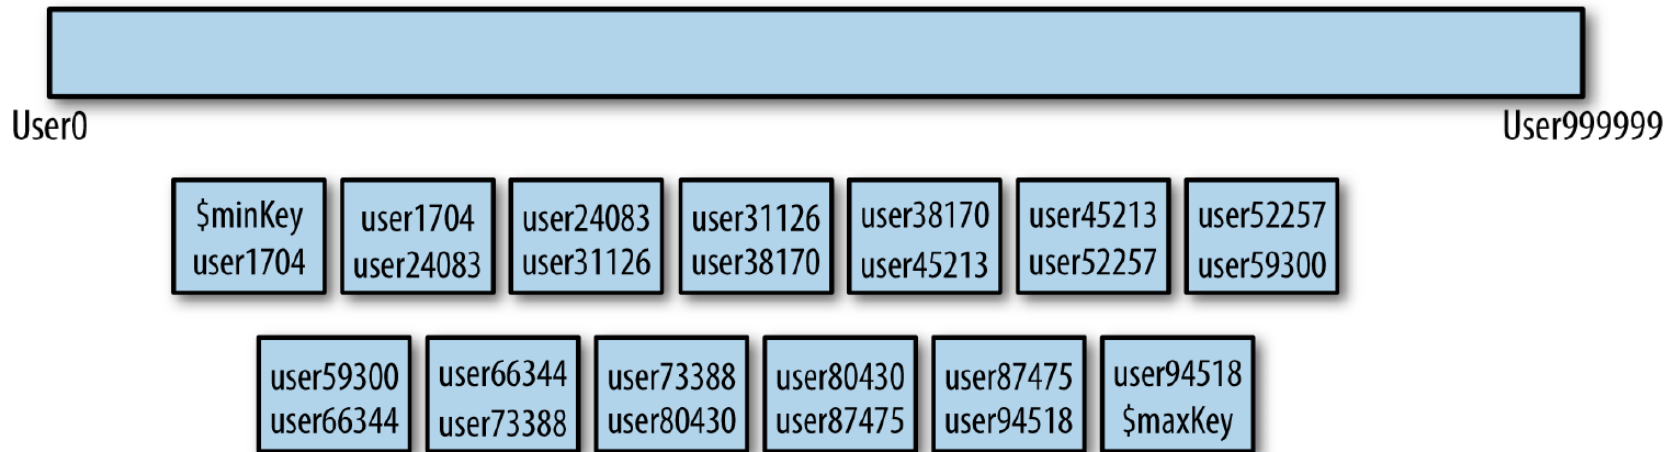 User0
User999999
$minKey
user1704
user1704
user24083
user24083
user31126
user31126
user38170
user38170
user45213
user45213
user52257
user52257
user59300
user59300
user66344
user66344
user73388
user73388
user80430
user80430
user87475
user87475
user94518
user94518
$maxKey